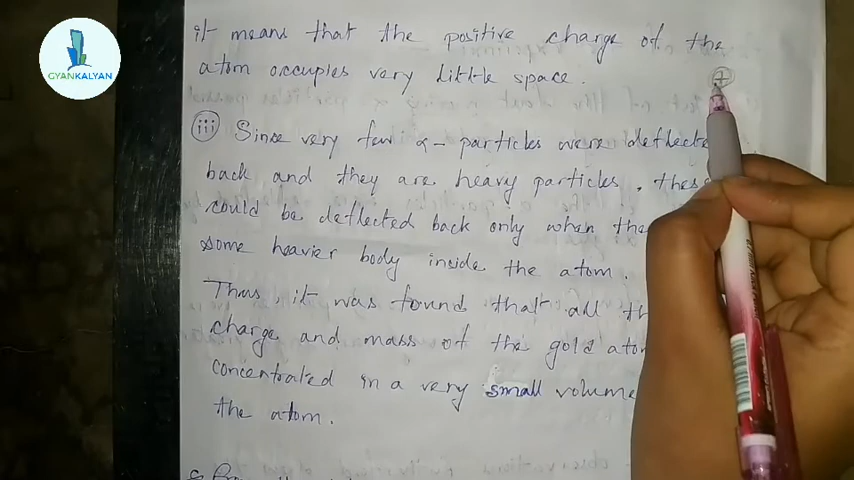 GYANKALYAN
it means that the positive charge of the
atom occupies very little space.
+
iii Since very few α- particles were deflecte
back and they are heavy particles, thes
could be deflected back only when the
some heavier body inside the atom.
Thus, it was found that all th
charge and mass of the gold atom
concentrated in a very small volume
the atom.